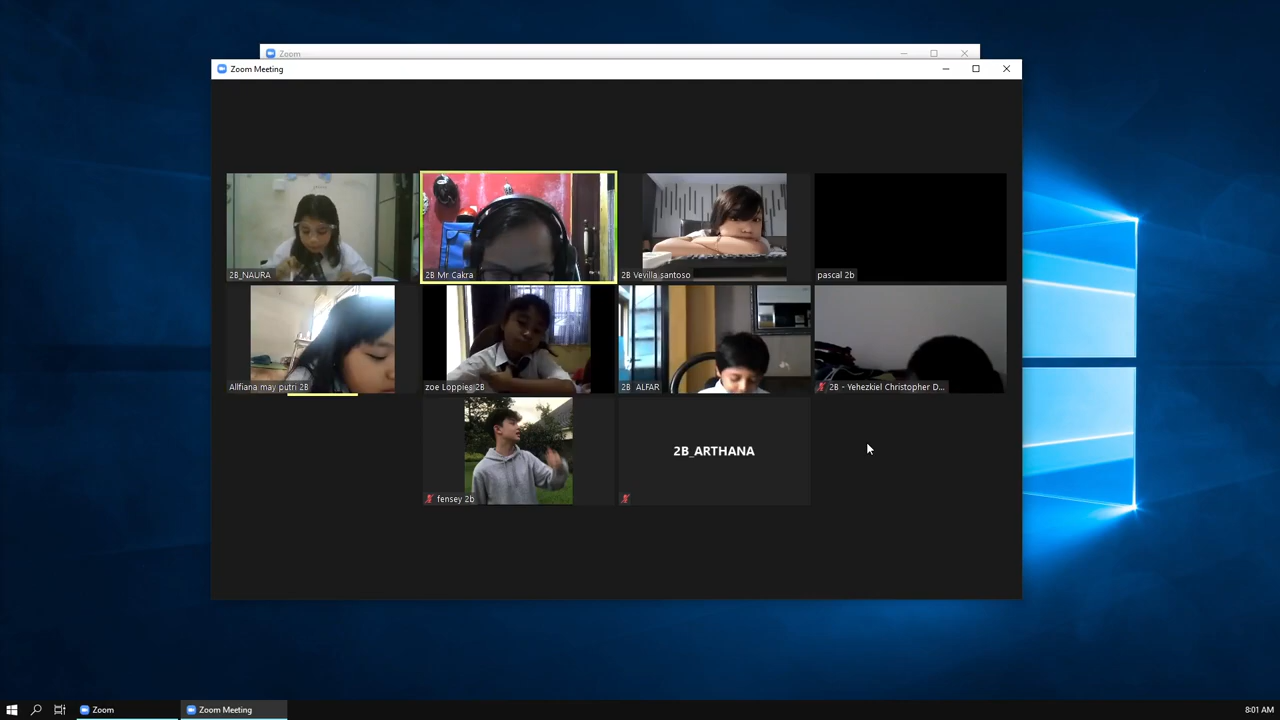 Zoom
Zoom Meeting
2B_NAURA
2B Mr Cakra
2B Vevilla santoso
pascal 2b
Allfiana may putri 2B
zoe Loppies 2B
2B_ALFAR
2B - Yehezkiel Christopher D...
fensey 2b
2B_ARTHANA
Zoom
Zoom Meeting
8:01 AM